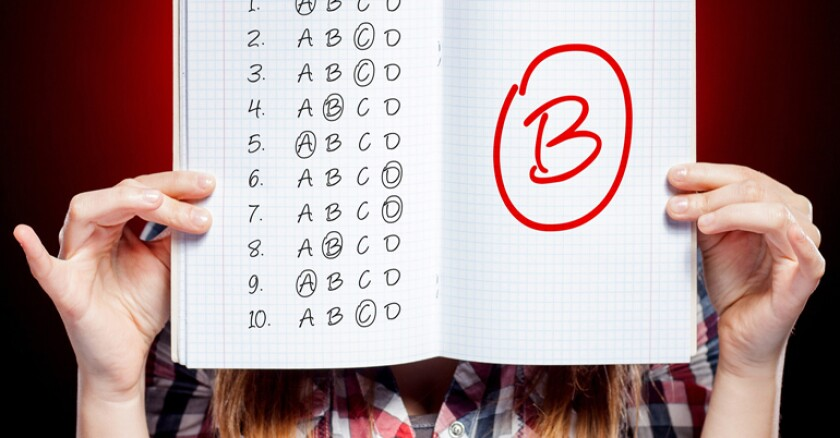 1. A B C D
2. A B C D
3. A B C D
4. A B C D
5. A B C D
6. A B C D
7. A B C D
8. A B C D
9. A B C D
10. A B C D
B